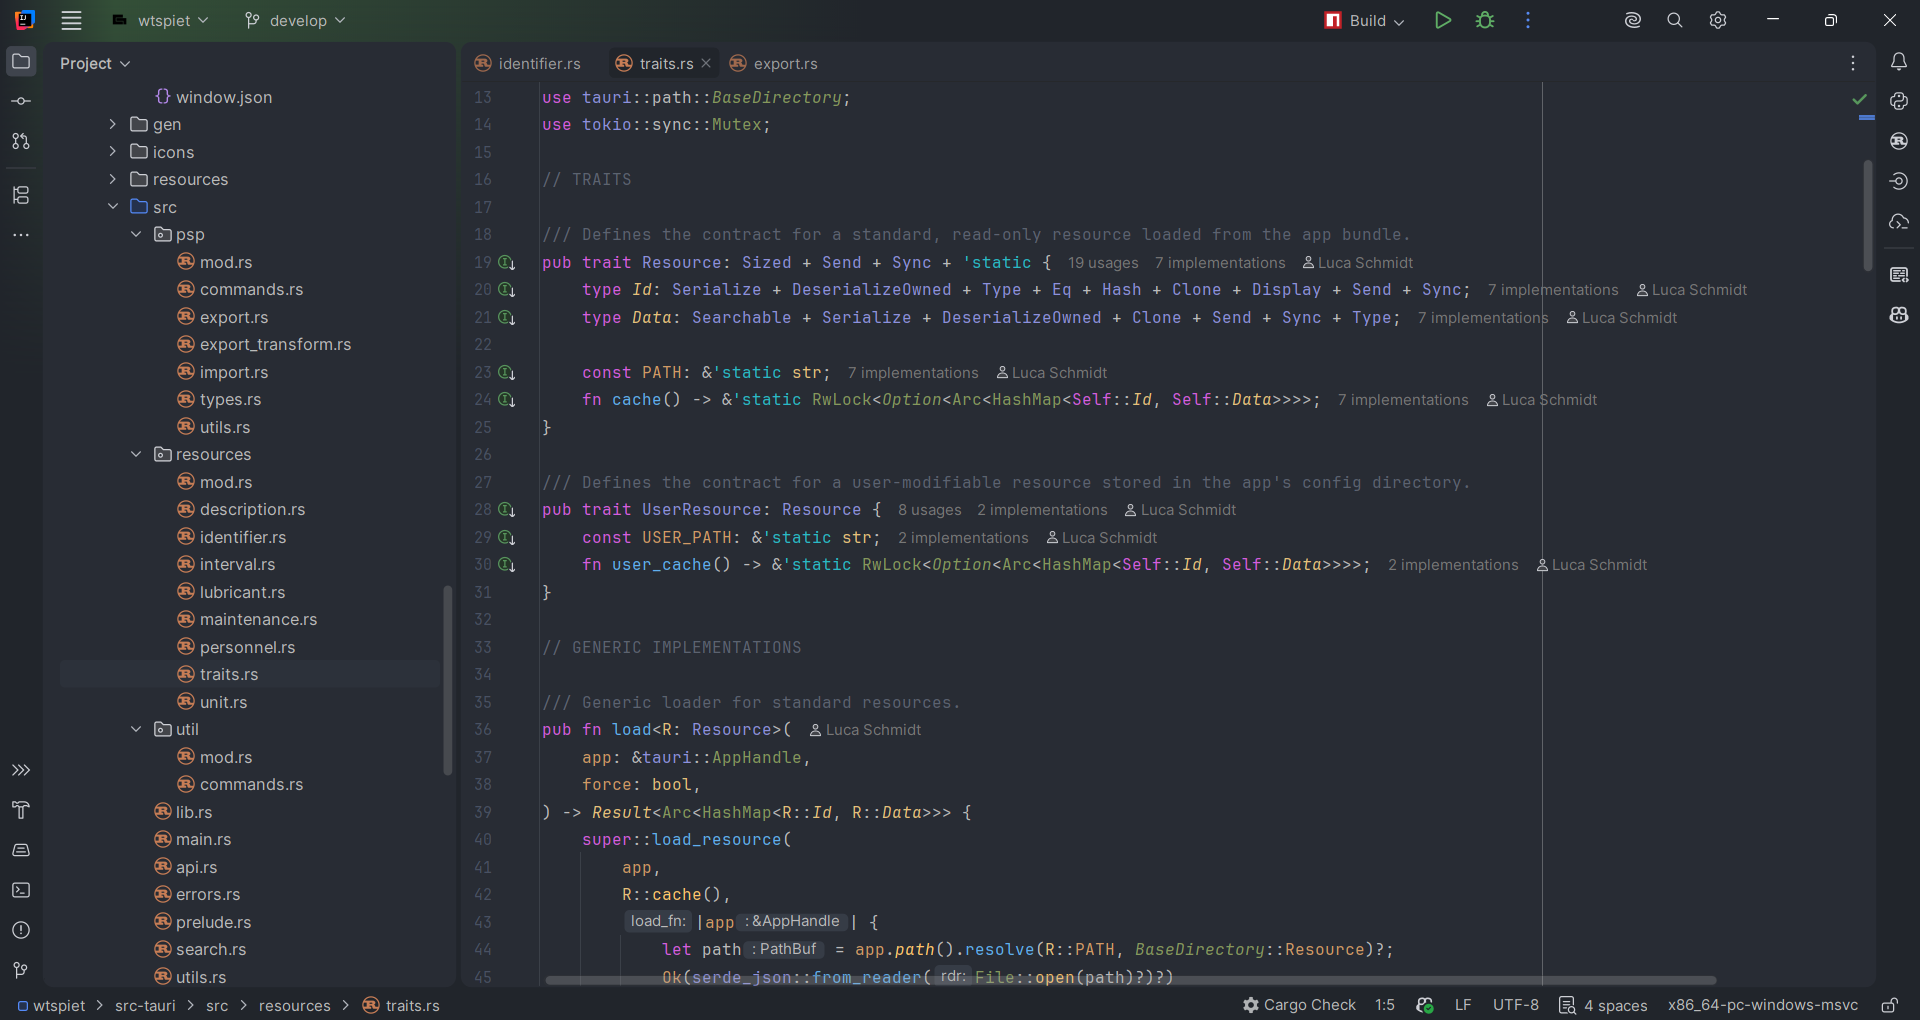 wtspiet develop Build
Project
window.json
gen
icons
resources
src
psp
mod.rs
commands.rs
export.rs
export_transform.rs
import.rs
types.rs
utils.rs
resources
mod.rs
description.rs
identifier.rs
interval.rs
lubricant.rs
maintenance.rs
personnel.rs
traits.rs
unit.rs
util
mod.rs
commands.rs
lib.rs
main.rs
api.rs
errors.rs
prelude.rs
search.rs
utils.rs
identifier.rs traits.rs export.rs
13 use tauri::path::BaseDirectory;
14 use tokio::sync::Mutex;
15
16 // TRAITS
17
18 /// Defines the contract for a standard, read-only resource loaded from the app bundle.
19 pub trait Resource: Sized + Send + Sync + 'static { 19 usages 7 implementations Luca Schmidt
20 type Id: Serialize + DeserializeOwned + Type + Eq + Hash + Clone + Display + Send + Sync; 7 implementations Luca Schmidt
21 type Data: Searchable + Serialize + DeserializeOwned + Clone + Send + Sync + Type; 7 implementations Luca Schmidt
22
23 const PATH: &'static str; 7 implementations Luca Schmidt
24 fn cache() -> &'static RwLock<Option<Arc<HashMap<Self::Id, Self::Data>>>>; 7 implementations Luca Schmidt
25 }
26
27 /// Defines the contract for a user-modifiable resource stored in the app's config directory.
28 pub trait UserResource: Resource { 8 usages 2 implementations Luca Schmidt
29 const USER_PATH: &'static str; 2 implementations Luca Schmidt
30 fn user_cache() -> &'static RwLock<Option<Arc<HashMap<Self::Id, Self::Data>>>>; 2 implementations Luca Schmidt
31 }
32
33 // GENERIC IMPLEMENTATIONS
34
35 /// Generic loader for standard resources.
36 pub fn load<R: Resource>( Luca Schmidt
37 app: &tauri::AppHandle,
38 force: bool,
39 ) -> Result<Arc<HashMap<R::Id, R::Data>>> {
40 super::load_resource(
41 app,
42 R::cache(),
43 load_fn: |app : &AppHandle | {
44 let path : PathBuf = app.path().resolve(R::PATH, BaseDirectory::Resource)?;
45 Ok(serde_json::from_reader( rdr: File::open(path)?)?)
wtspiet > src-tauri > src > resources > traits.rs Cargo Check 1:5 LF UTF-8 4 spaces x86_64-pc-windows-msvc